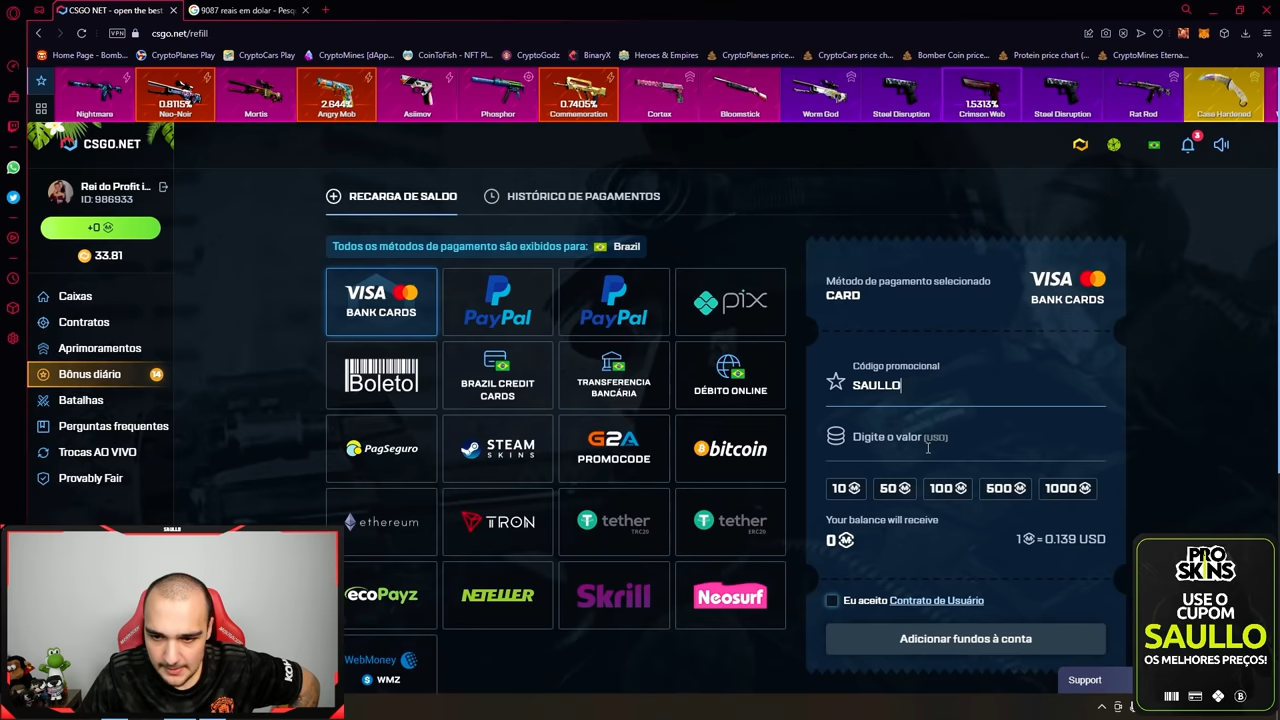 CSGO NET - open the best
9087 reais em dolar - Pesq
VPN
csgo.net/refill
Home Page - Bomb...
CryptoPlanes Play
CryptoCars Play
CryptoMines [dApp...
CoinToFish - NFT Pl...
CryptoGodz
BinaryX
Heroes & Empires
CryptoPlanes price...
CryptoCars price ch...
Bomber Coin price...
Protein price chart (...
CryptoMines Eterna...
0.8115%
2.644%
0.7405%
1.5313%
Nightmare
Neo-Noir
Mortis
Angry Mob
Asiimov
Phosphor
Commemoration
Cortex
Bloomstick
Worm God
Steel Disruption
Crimson Web
Steel Disruption
Rat Rod
Case Hardened
CSGO.NET
3
Rei do Profit i...
ID: 986933
+0
33.81
Caixas
Contratos
Aprimoramentos
Bônus diário
14
Batalhas
Perguntas frequentes
Trocas AO VIVO
Provably Fair
RECARGA DE SALDO
HISTÓRICO DE PAGAMENTOS
Todos os métodos de pagamento são exibidos para:
Brazil
VISA
BANK CARDS
PayPal
PayPal
pix
Boleto
BRAZIL CREDIT
CARDS
TRANSFERENCIA
BANCÁRIA
DÉBITO ONLINE
PagSeguro
STEAM
SKINS
G2A
PROMOCODE
bitcoin
ethereum
TRON
tether
TRC20
tether
ERC20
ecoPayz
NETELLER
Skrill
Neosurf
WebMoney
WMZ
Método de pagamento selecionado
CARD
VISA
BANK CARDS
Código promocional
SAULLO
Digite o valor (USD)
10
50
100
500
1000
Your balance will receive
0
1 = 0.139 USD
Eu aceito Contrato de Usuário
Adicionar fundos à conta
Support
SAULLO
PRO
SKINS
USE O
CUPOM
SAULLO
OS MELHORES PREÇOS!